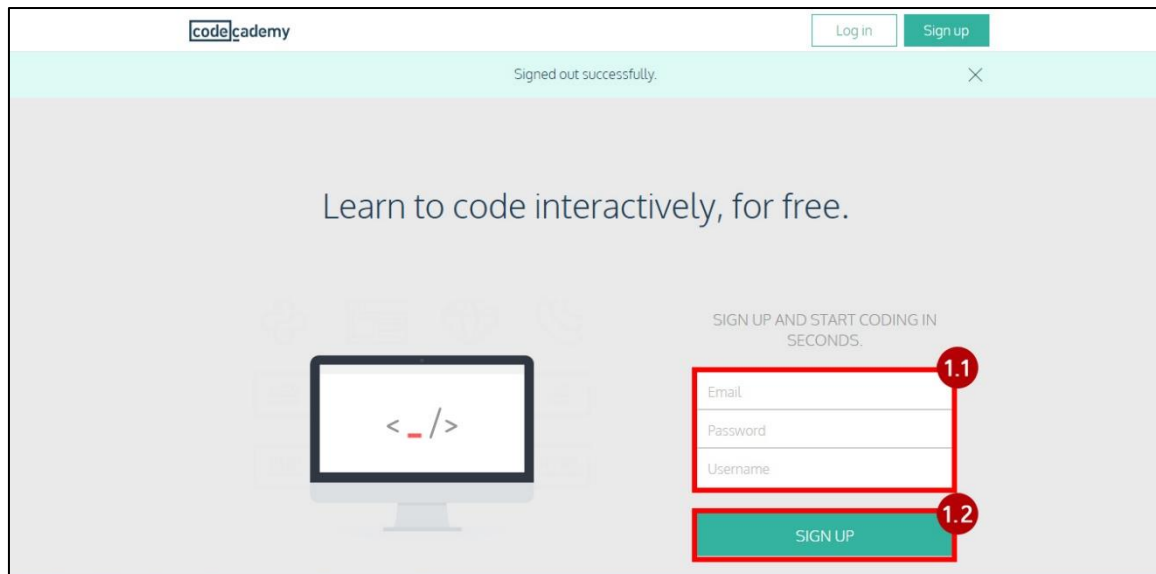 codecademy
Log in
Sign up
Signed out successfully.
Learn to code interactively, for free.
SIGN UP AND START CODING IN
SECONDS.
1.1
Email
Password
Username
< _ />
1.2
SIGN UP